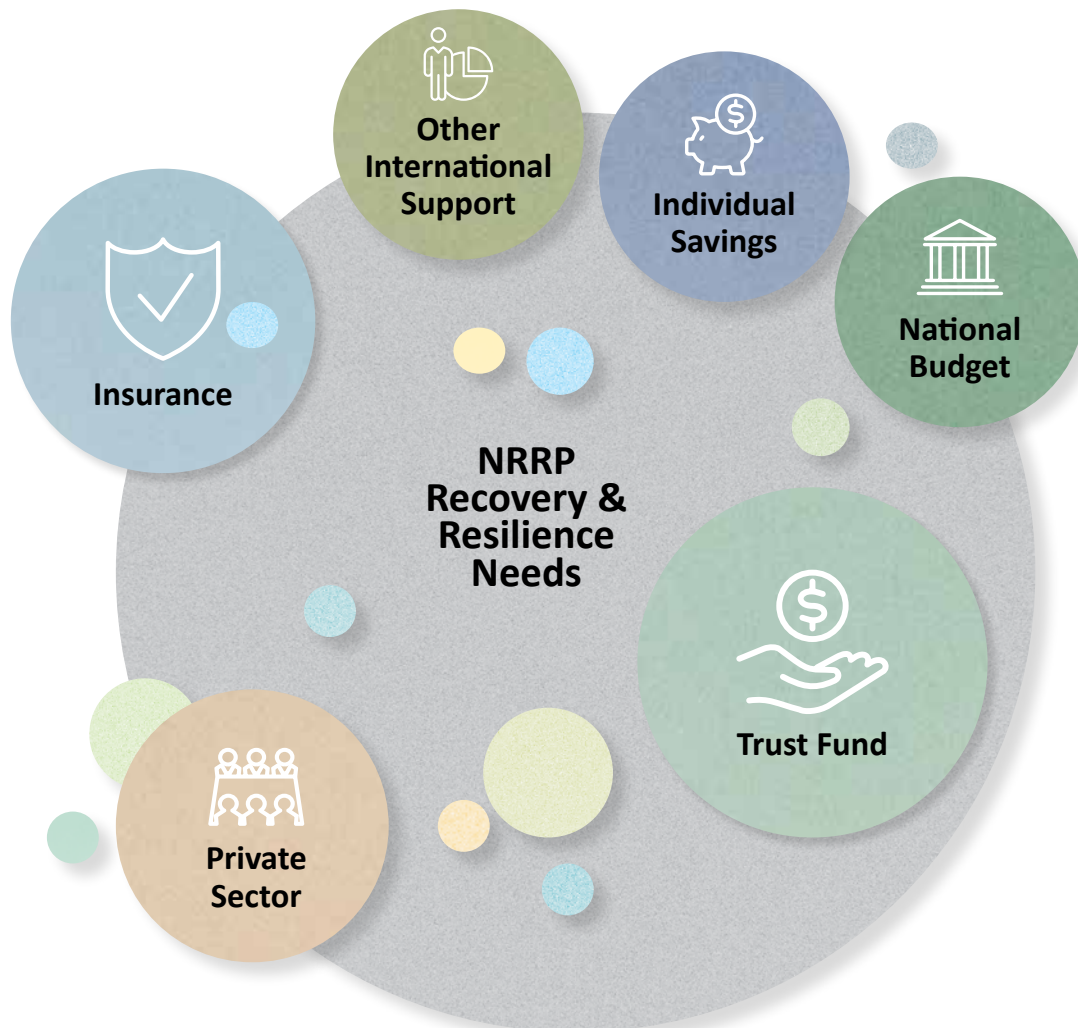 Other
International
Support
Individual
Savings
National
Budget
Insurance
NRRP
Recovery &
Resilience
Needs
Trust Fund
Private
Sector